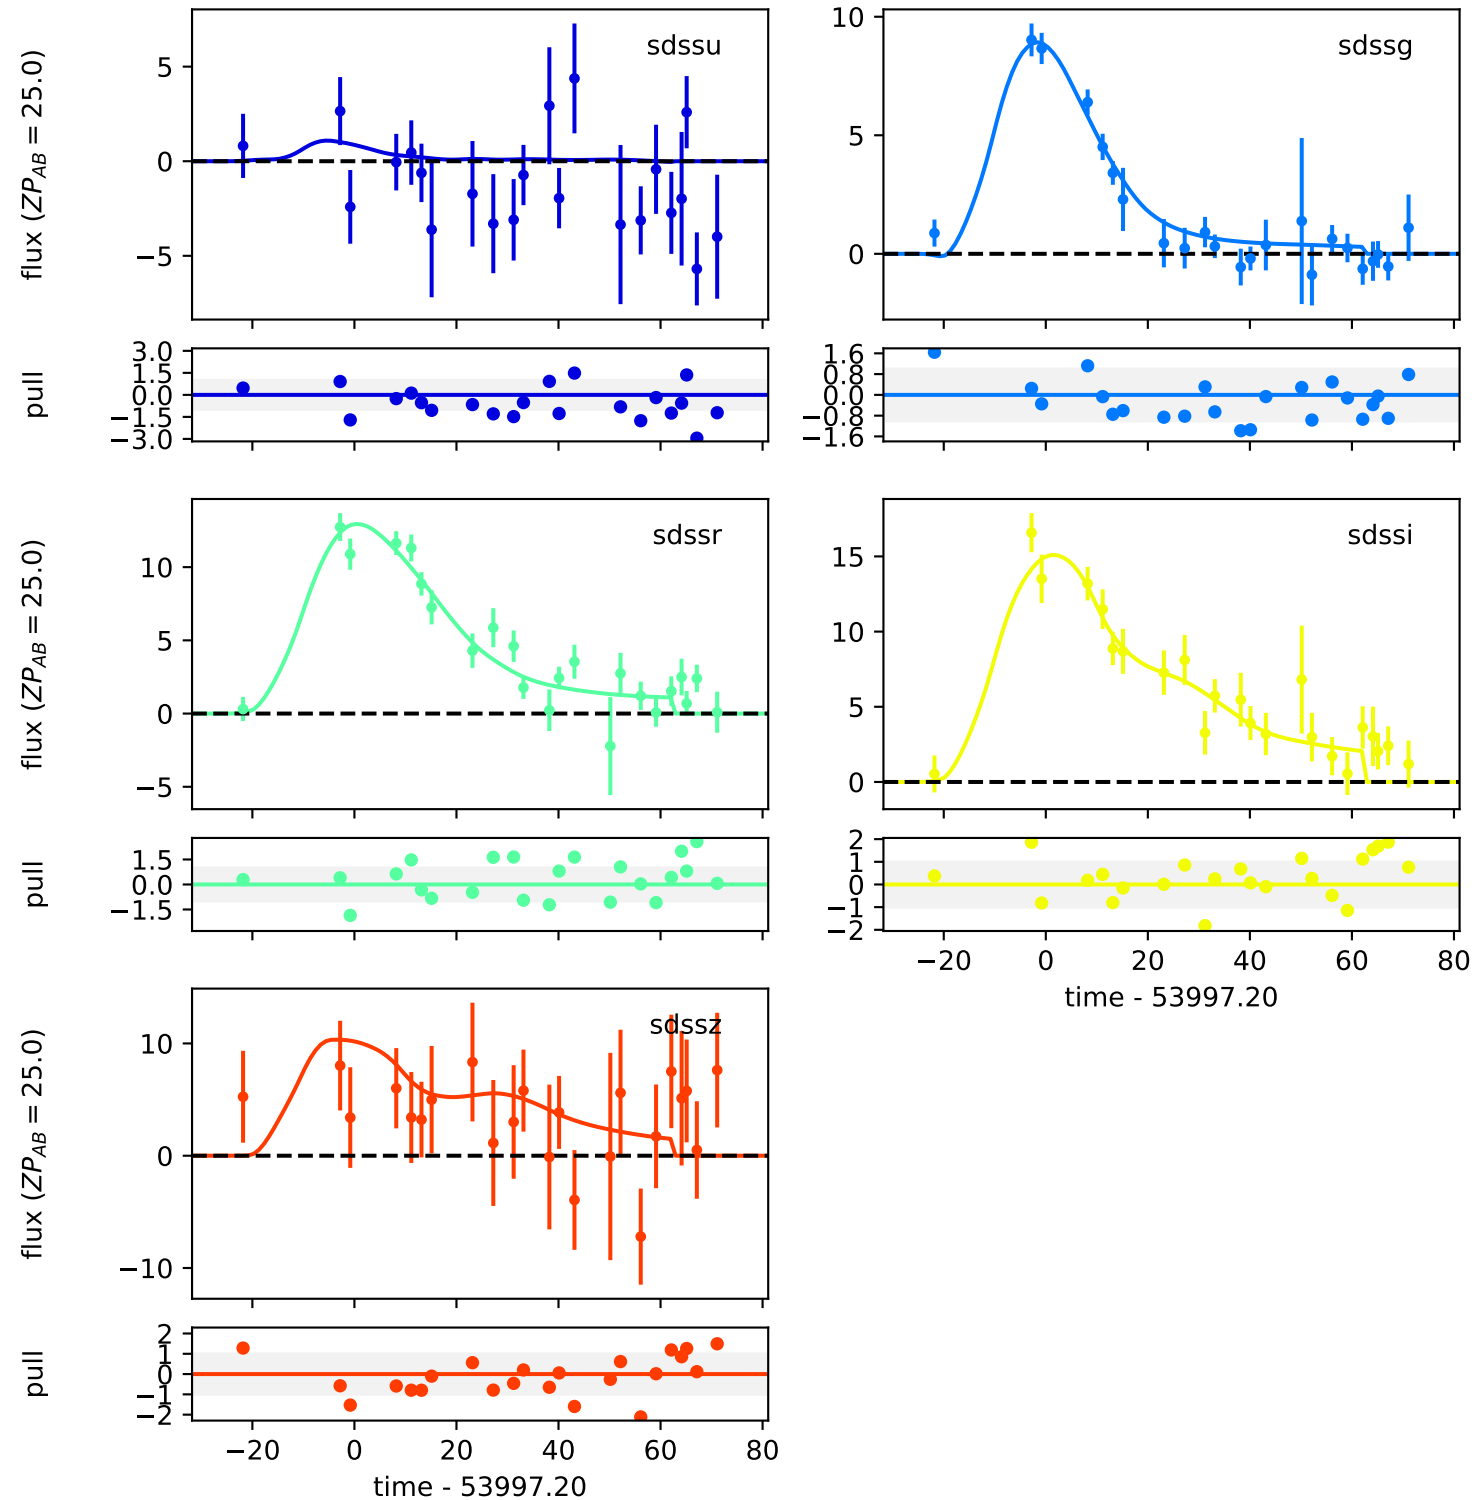 sdssu
flux (ZP_AB = 25.0)
5
0
−5
pull
3.0
1.5
0.0
−1.5
−3.0
sdssg
10
5
0
1.6
0.8
0.0
−0.8
−1.6
sdssr
flux (ZP_AB = 25.0)
10
5
0
−5
pull
1.5
0.0
−1.5
sdssi
15
10
5
0
2
1
0
−1
−2
−20 0 20 40 60 80
time - 53997.20
sdssz
flux (ZP_AB = 25.0)
10
0
−10
pull
2
1
0
−1
−2
−20 0 20 40 60 80
time - 53997.20